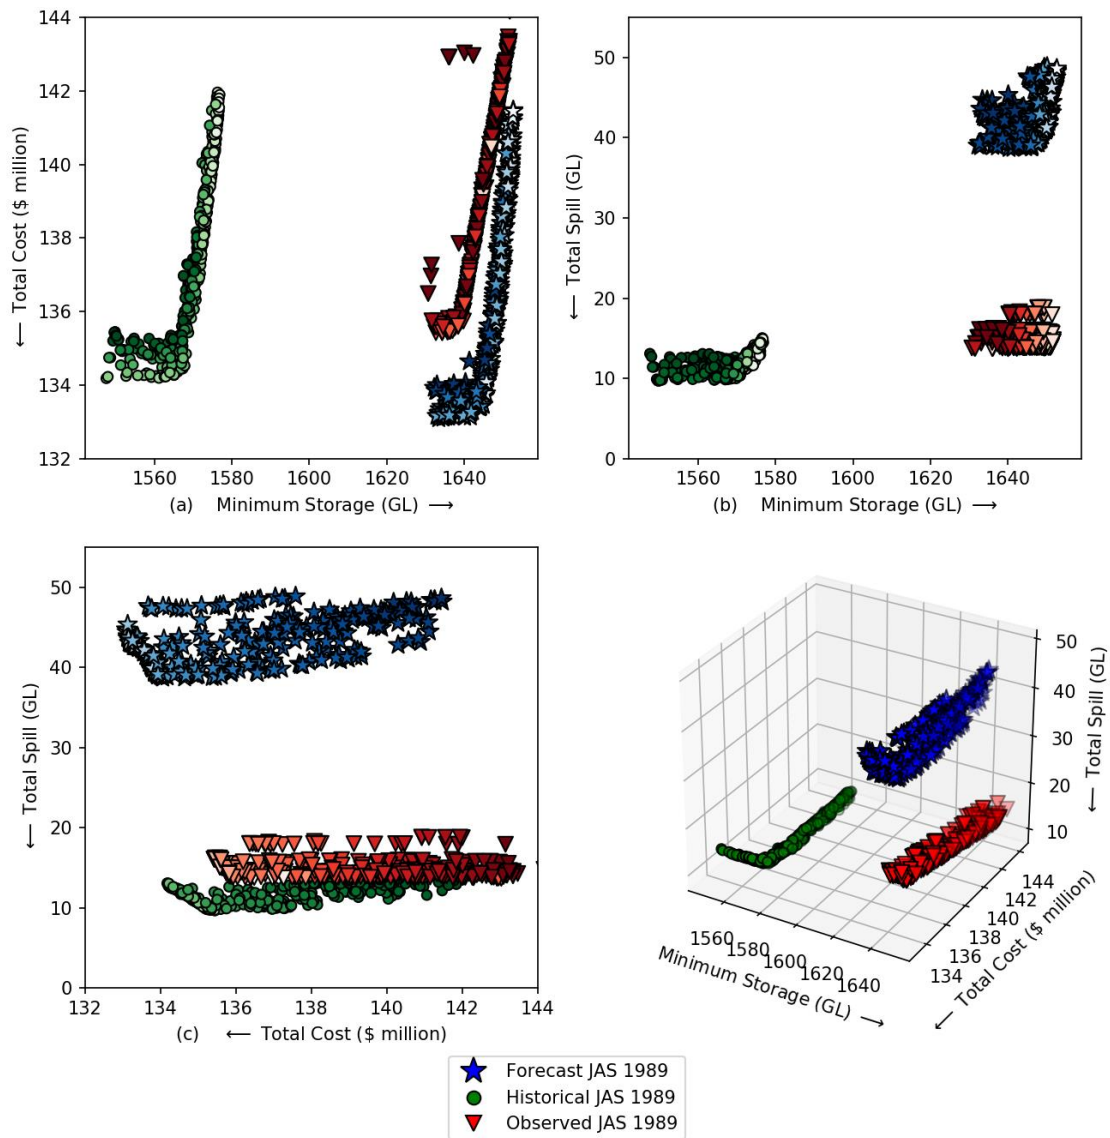 144
142
140
138
136
134
132
← Total Cost ($ million)
1560 1580 1600 1620 1640
(a) Minimum Storage (GL) →
50
40
30
20
10
0
← Total Spill (GL)
1560 1580 1600 1620 1640
(b) Minimum Storage (GL) →
50
40
30
20
10
0
← Total Spill (GL)
132 134 136 138 140 142 144
(c) ← Total Cost ($ million)
50
40
30
20
10
← Total Spill (GL)
144
142
140
138
136
134
← Total Cost ($ million)
1560 1580 1600 1620 1640
Minimum Storage (GL) →
Forecast JAS 1989
Historical JAS 1989
Observed JAS 1989